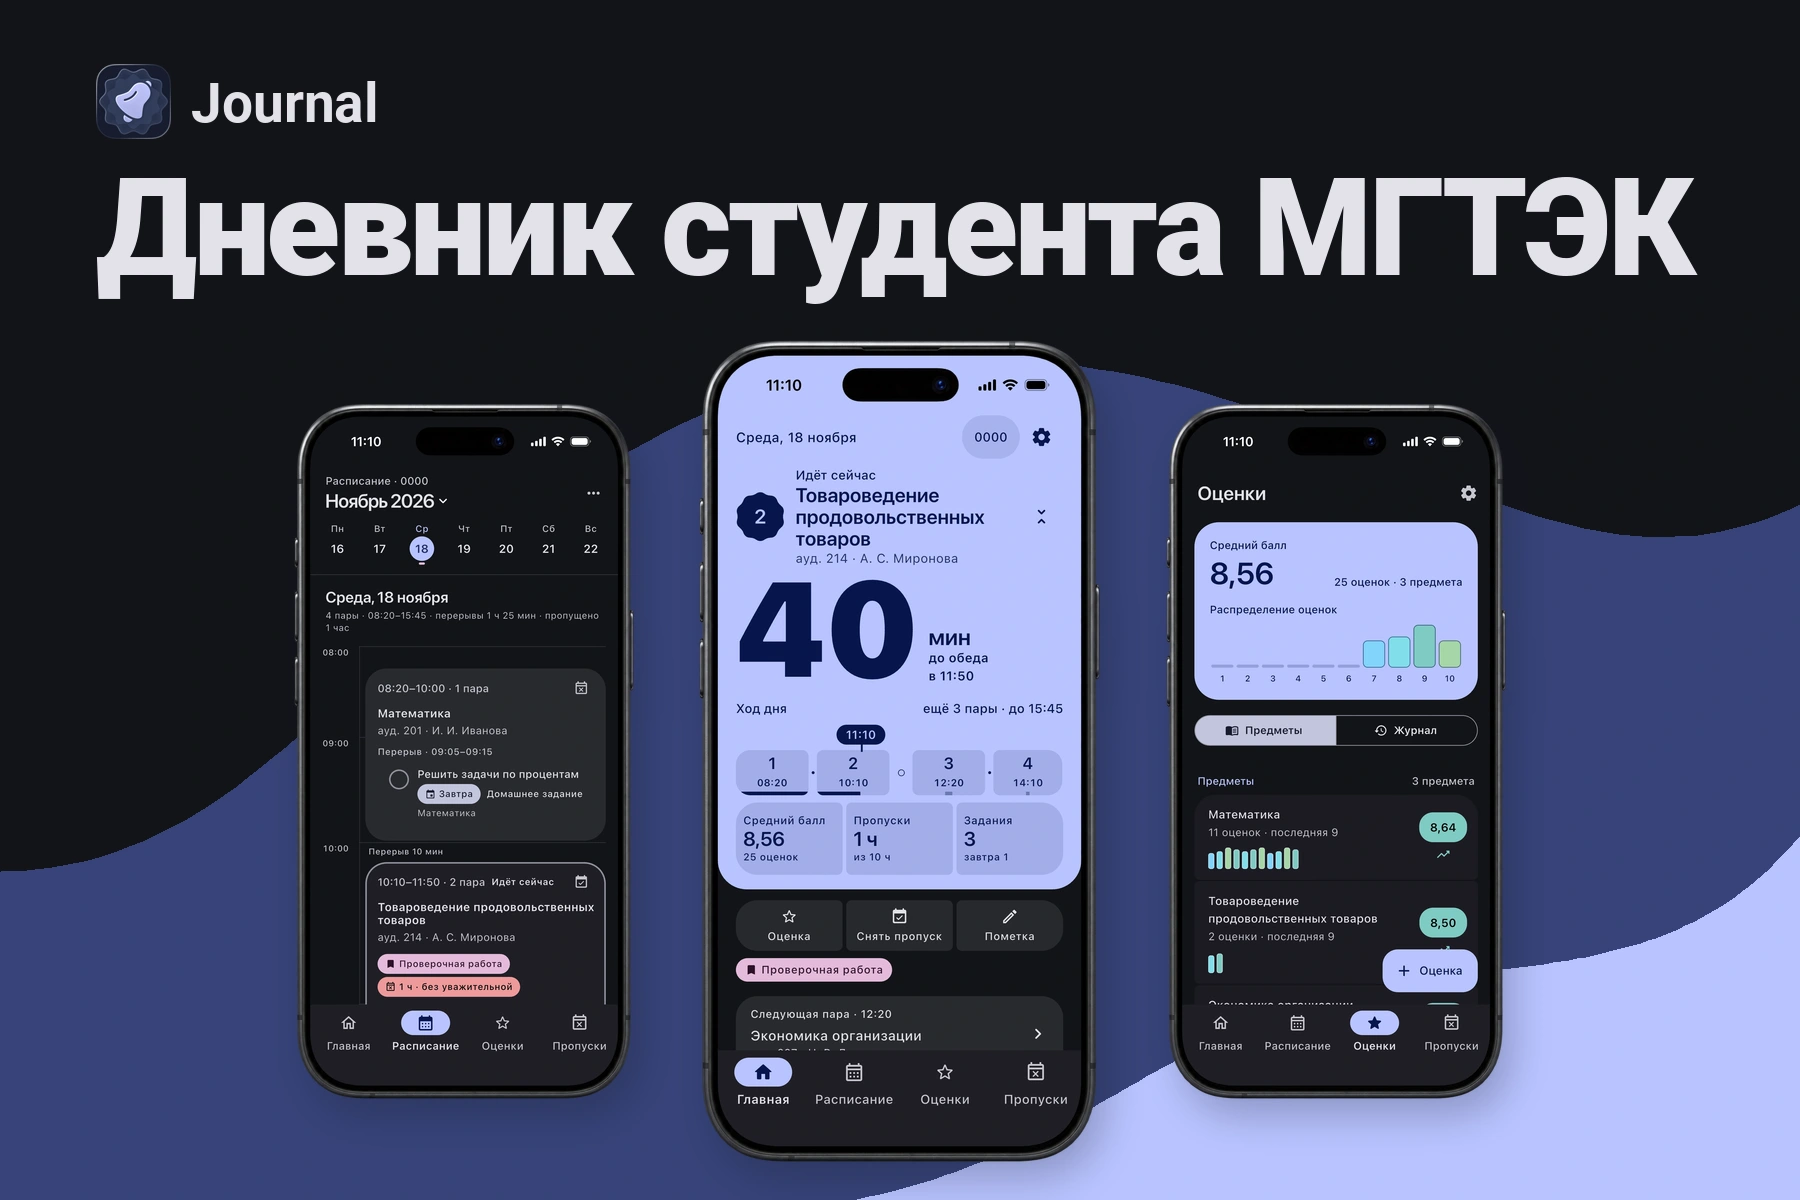 Journal
Дневник студента МГТЭК
11:10
Расписание · 0000
Ноябрь 2026
Пн Вт Ср Чт Пт Сб Вс
16 17 18 19 20 21 22
Среда, 18 ноября
4 пары · 08:20–15:45 · перерывы 1 ч 25 мин · пропущено
1 час
08:00
08:20–10:00 · 1 пара
Математика
ауд. 201 · И. И. Иванова
09:00
Перерыв · 09:05–09:15
Решить задачи по процентам
Завтра Домашнее задание
Математика
10:00
Перерыв 10 мин
10:10–11:50 · 2 пара Идёт сейчас
Товароведение продовольственных
товаров
ауд. 214 · А. С. Миронова
Проверочная работа
1 ч · без уважительной
Главная Расписание Оценки Пропуски
11:10
Среда, 18 ноября 0000
Идёт сейчас
2
Товароведение
продовольственных
товаров
ауд. 214 · А. С. Миронова
40 мин
до обеда
в 11:50
Ход дня ещё 3 пары · до 15:45
11:10
1 2 3 4
08:20 10:10 12:20 14:10
Средний балл Пропуски Задания
8,56 1 ч 3
25 оценок из 10 ч завтра 1
Оценка Снять пропуск Пометка
Проверочная работа
Следующая пара · 12:20
Экономика организации
Главная Расписание Оценки Пропуски
11:10
Оценки
Средний балл
8,56 25 оценок · 3 предмета
Распределение оценок
1 2 3 4 5 6 7 8 9 10
Предметы Журнал
Предметы 3 предмета
Математика
11 оценок · последняя 9
8,64
Товароведение
продовольственных товаров
2 оценки · последняя 9
8,50
+ Оценка
Экономика организации
Главная Расписание Оценки Пропуски